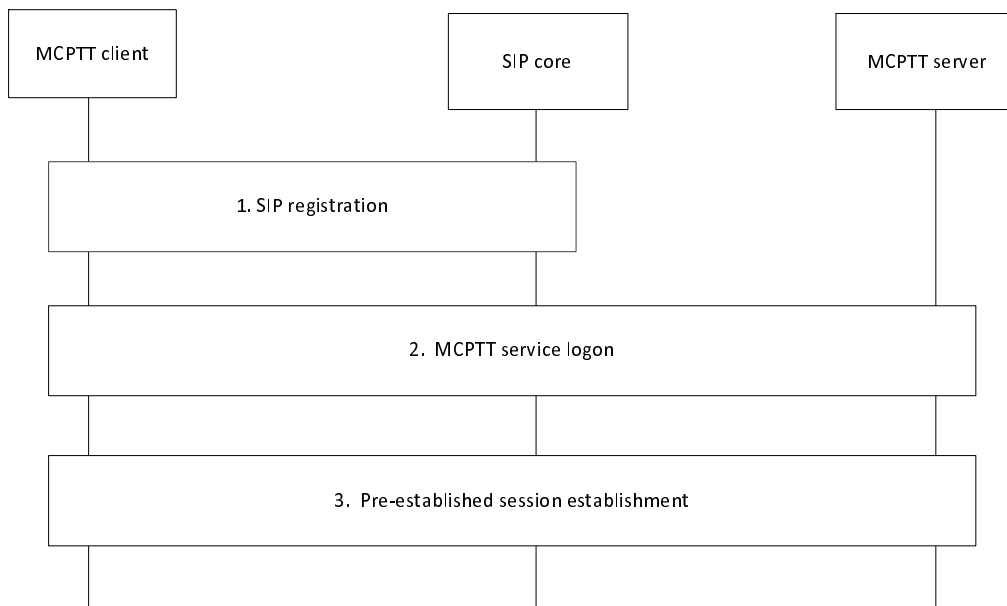 MCPTT client
SIP core
MCPTT server
1. SIP registration
2. MCPTT service logon
3. Pre-established session establishment